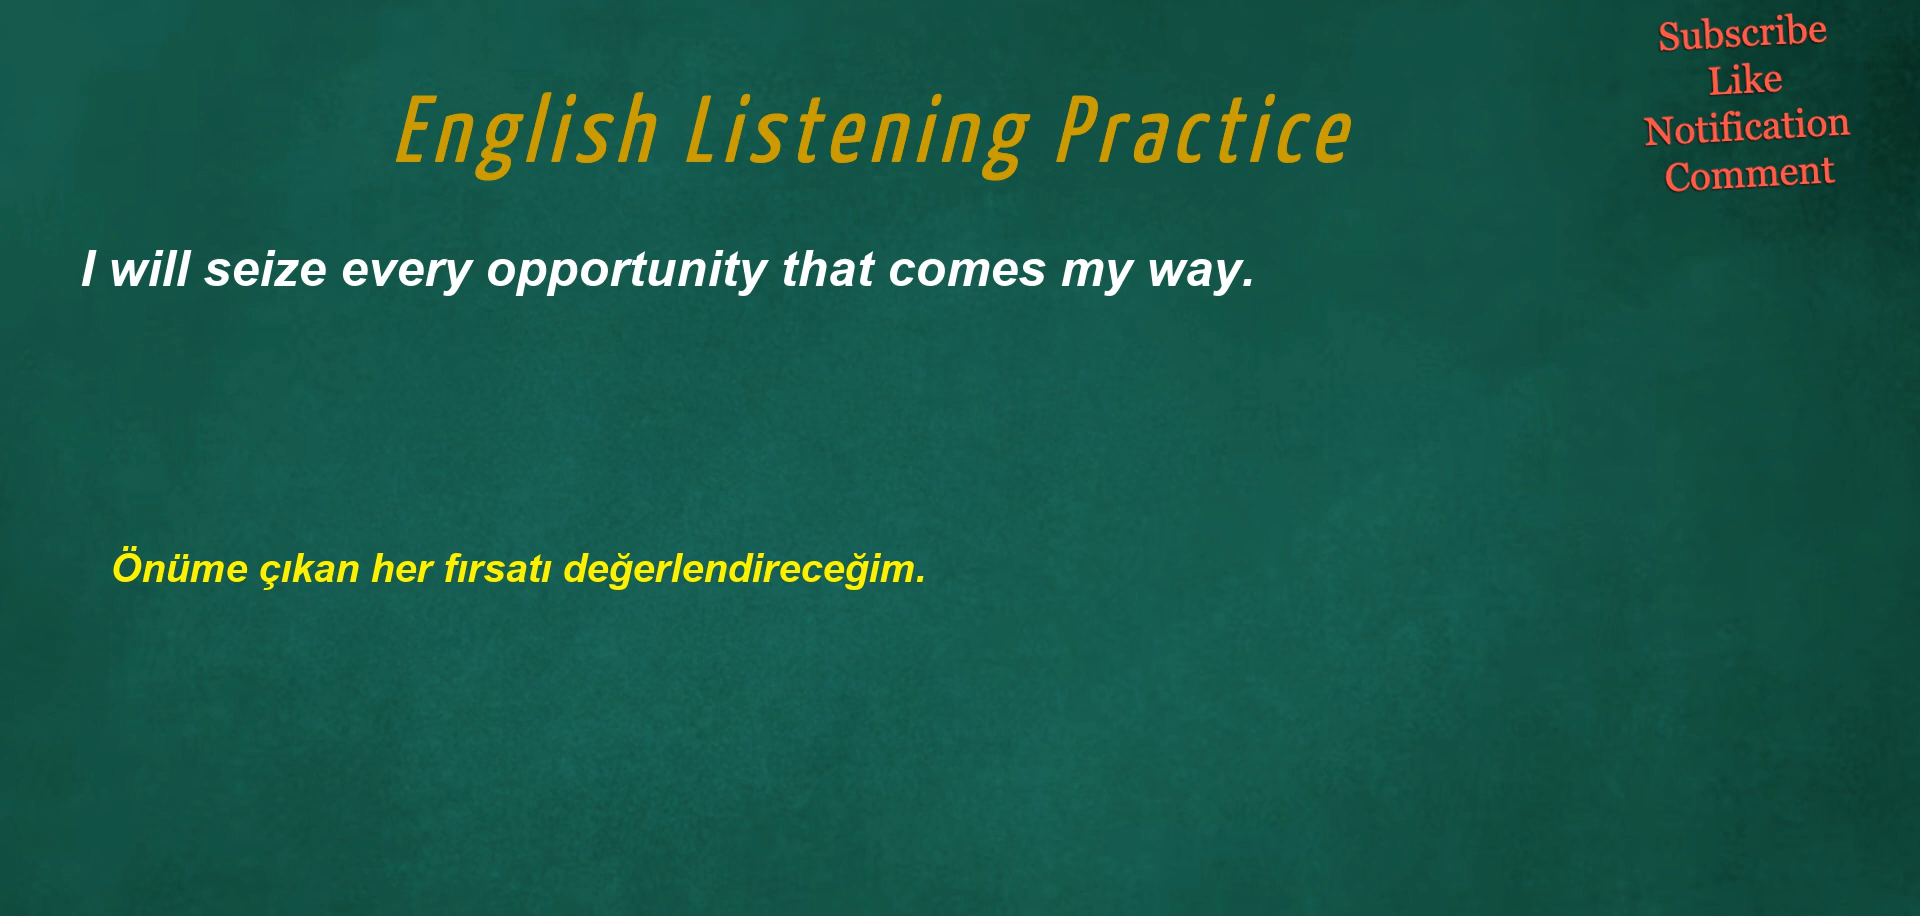 Subscribe
Like
Notification
Comment
English Listening Practice
I will seize every opportunity that comes my way.
Önüme çıkan her fırsatı değerlendireceğim.